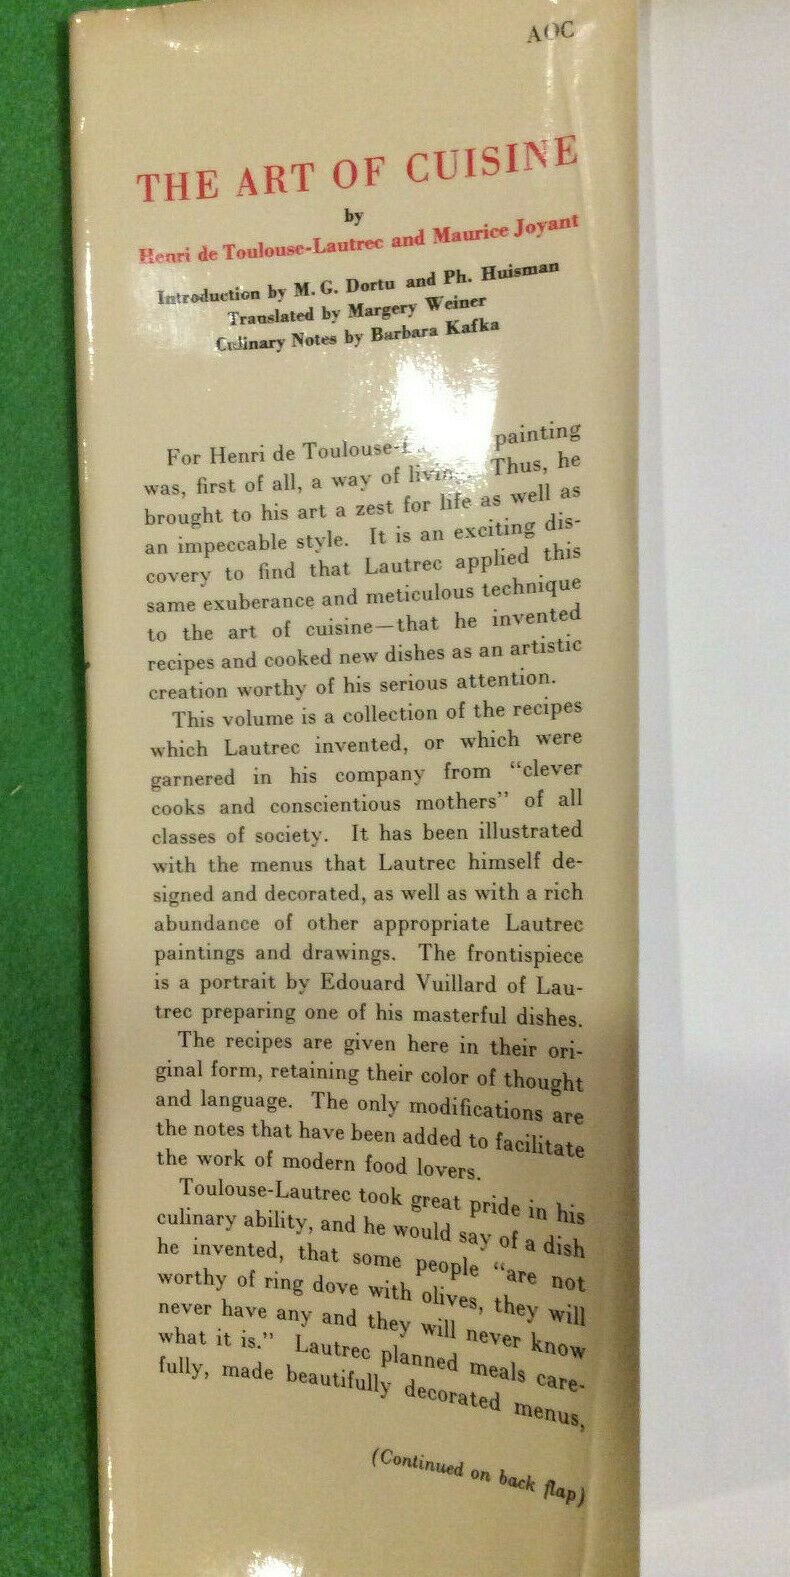 AOC
THE ART OF CUISINE
by
Henri de Toulouse-Lautrec and Maurice Joyant
Introduction by M. G. Dortu and Ph. Huisman
Translated by Margery Weiner
Culinary Notes by Barbara Kafka
For Henri de Toulouse- painting
was, first of all, a way of living. Thus, he
brought to his art a zest for life as well as
an impeccable style. It is an exciting dis-
covery to find that Lautrec applied this
same exuberance and meticulous technique
to the art of cuisine—that he invented
recipes and cooked new dishes as an artistic
creation worthy of his serious attention.
This volume is a collection of the recipes
which Lautrec invented, or which were
garnered in his company from "clever
cooks and conscientious mothers" of all
classes of society. It has been illustrated
with the menus that Lautrec himself de-
signed and decorated, as well as with a rich
abundance of other appropriate Lautrec
paintings and drawings. The frontispiece
is a portrait by Edouard Vuillard of Lau-
trec preparing one of his masterful dishes.
The recipes are given here in their ori-
ginal form, retaining their color of thought
and language. The only modifications are
the notes that have been added to facilitate
the work of modern food lovers.
Toulouse-Lautrec took great pride in his
culinary ability, and he would say of a dish
he invented, that some people "are not
worthy of ring dove with olives, they will
never have any and they will never know
what it is." Lautrec planned meals care-
fully, made beautifully decorated menus,
(Continued on back flap)